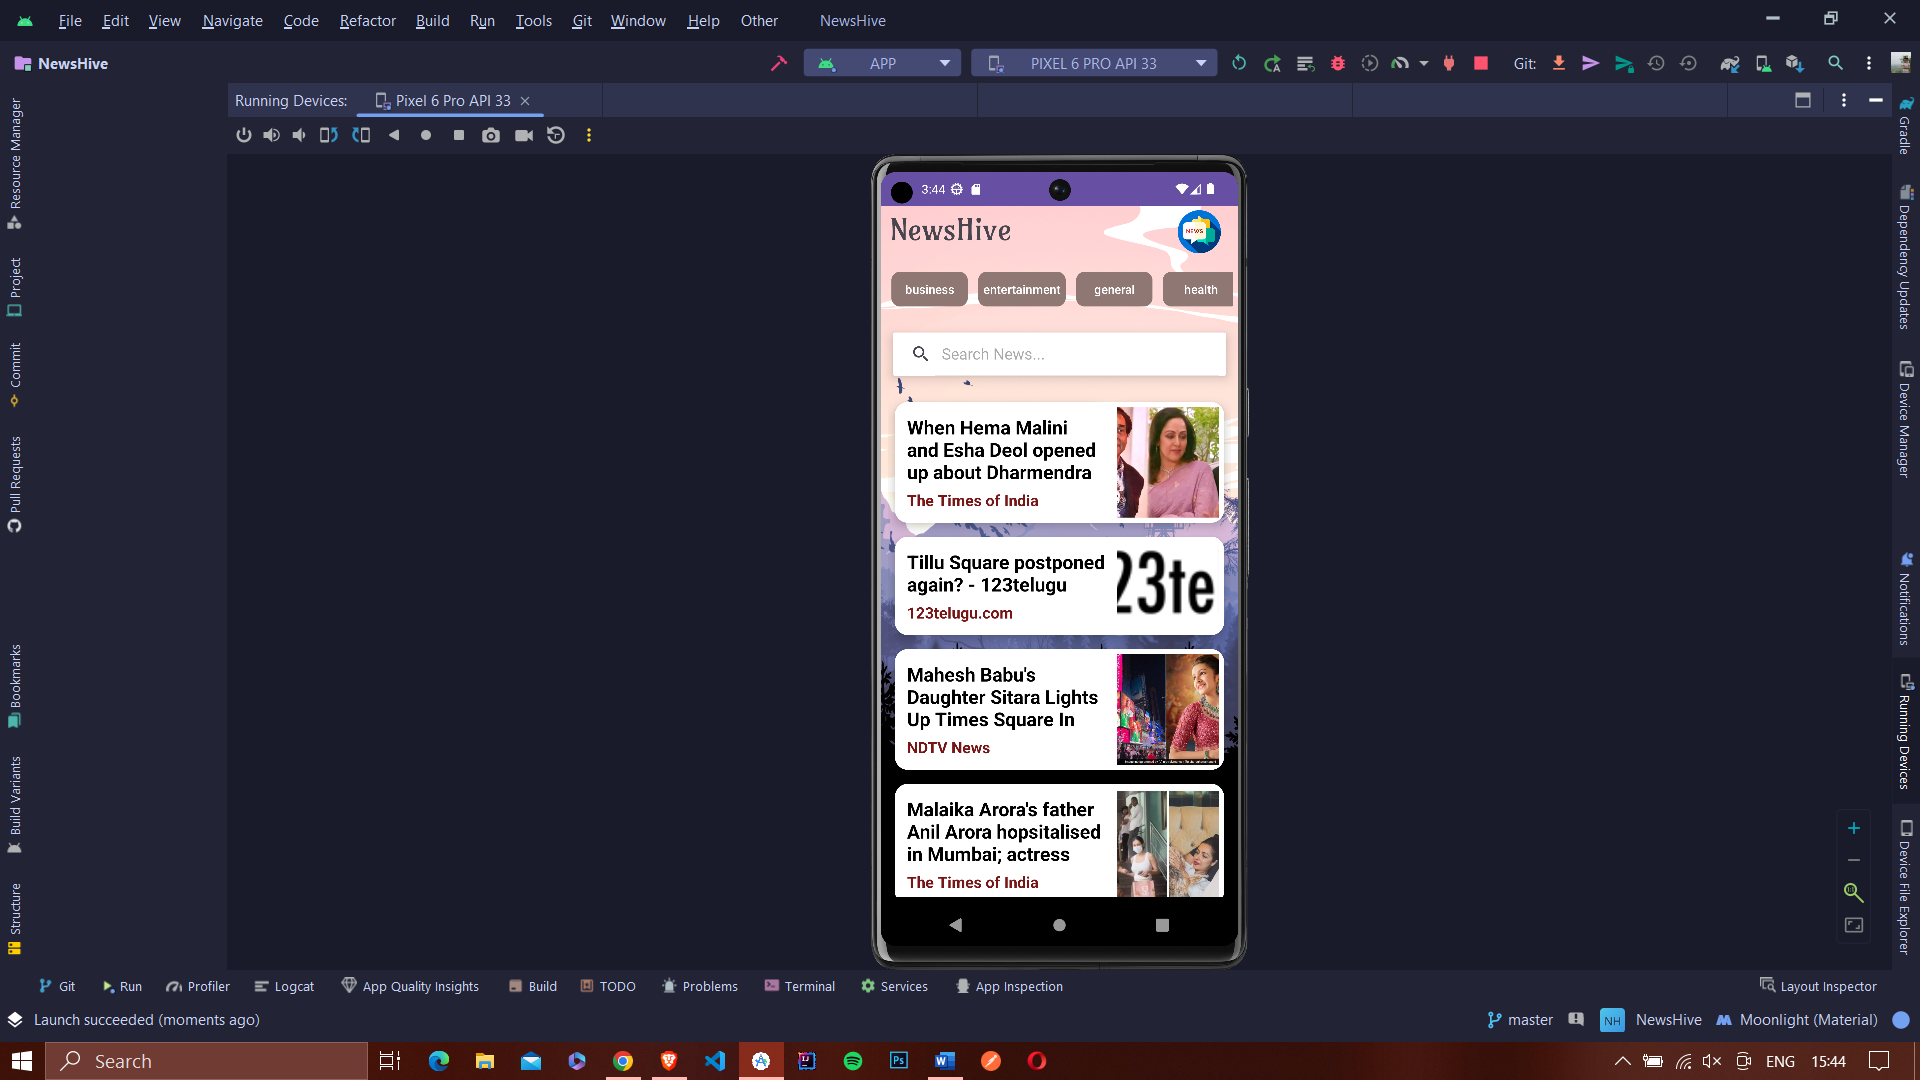 File Edit View Navigate Code Refactor Build Run Tools Git Window Help Other NewsHive
NewsHive
APP
PIXEL 6 PRO API 33
Git:
Running Devices:
Pixel 6 Pro API 33
Resource Manager
Project
Commit
Pull Requests
Bookmarks
Build Variants
Structure
3:44
NewsHive
NEWS
business
entertainment
general
health
Search News...
When Hema Malini
and Esha Deol opened
up about Dharmendra
The Times of India
Tillu Square postponed
again? - 123telugu
123telugu.com
23te
Mahesh Babu's
Daughter Sitara Lights
Up Times Square In
NDTV News
Malaika Arora's father
Anil Arora hopsitalised
in Mumbai; actress
The Times of India
Gradle
Dependency Updates
Device Manager
Notifications
Running Devices
Device File Explorer
1:1
Git Run Profiler Logcat App Quality Insights Build TODO Problems Terminal Services App Inspection
Layout Inspector
Launch succeeded (moments ago)
master
NH
NewsHive
Moonlight (Material)
Search
Ps
ENG
15:44